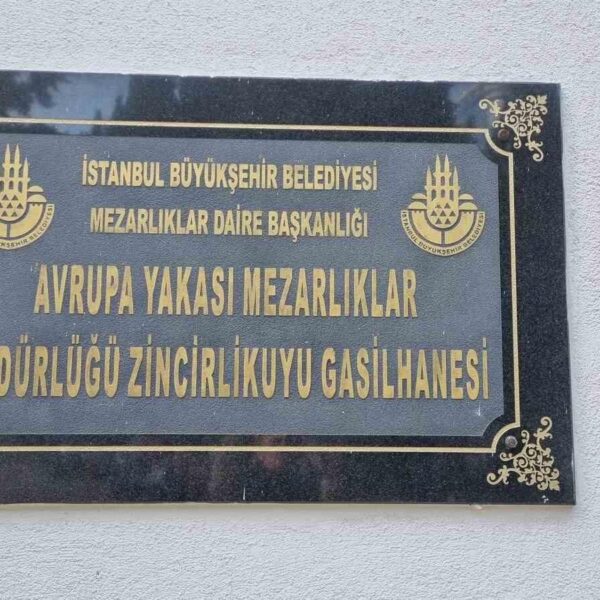 İSTANBUL BÜYÜKŞEHİR BELEDİYESİ
MEZARLIKLAR DAİRE BAŞKANLIĞI
AVRUPA YAKASI MEZARLIKLAR
DÜRLÜĞÜ ZİNCİRLİKUYU GASİLHANESİ
İSTANBUL BÜYÜKŞEHİR BELEDİYESİ